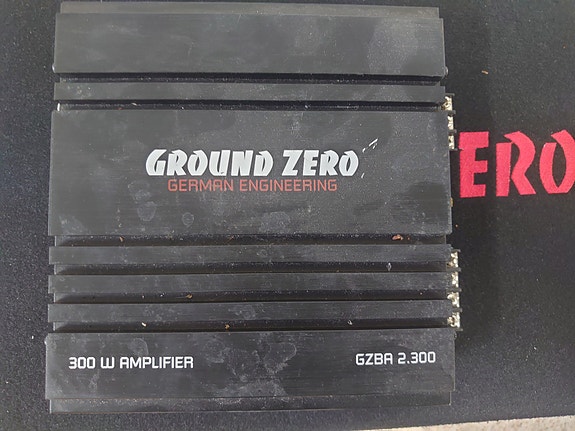 GROUND ZERO
GERMAN ENGINEERING
ERO
300 W AMPLIFIER
GZBA 2.300